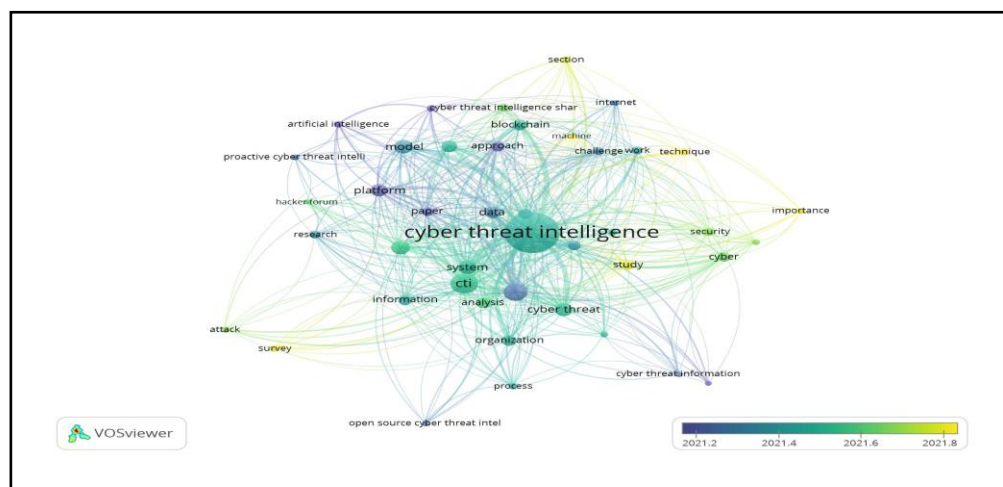 section
internet
cyber threat intelligence shar
artificial intelligence
blockchain
machine
model
approach
challenge
work
technique
proactive cyber threat intelli
platform
hacker forum
paper
data
importance
cyber threat intelligence
research
security
cyber
system
study
cti
information
analysis
cyber threat
attack
organization
survey
cyber threat information
process
open source cyber threat intel
VOSviewer
2021.2 2021.4 2021.6 2021.8